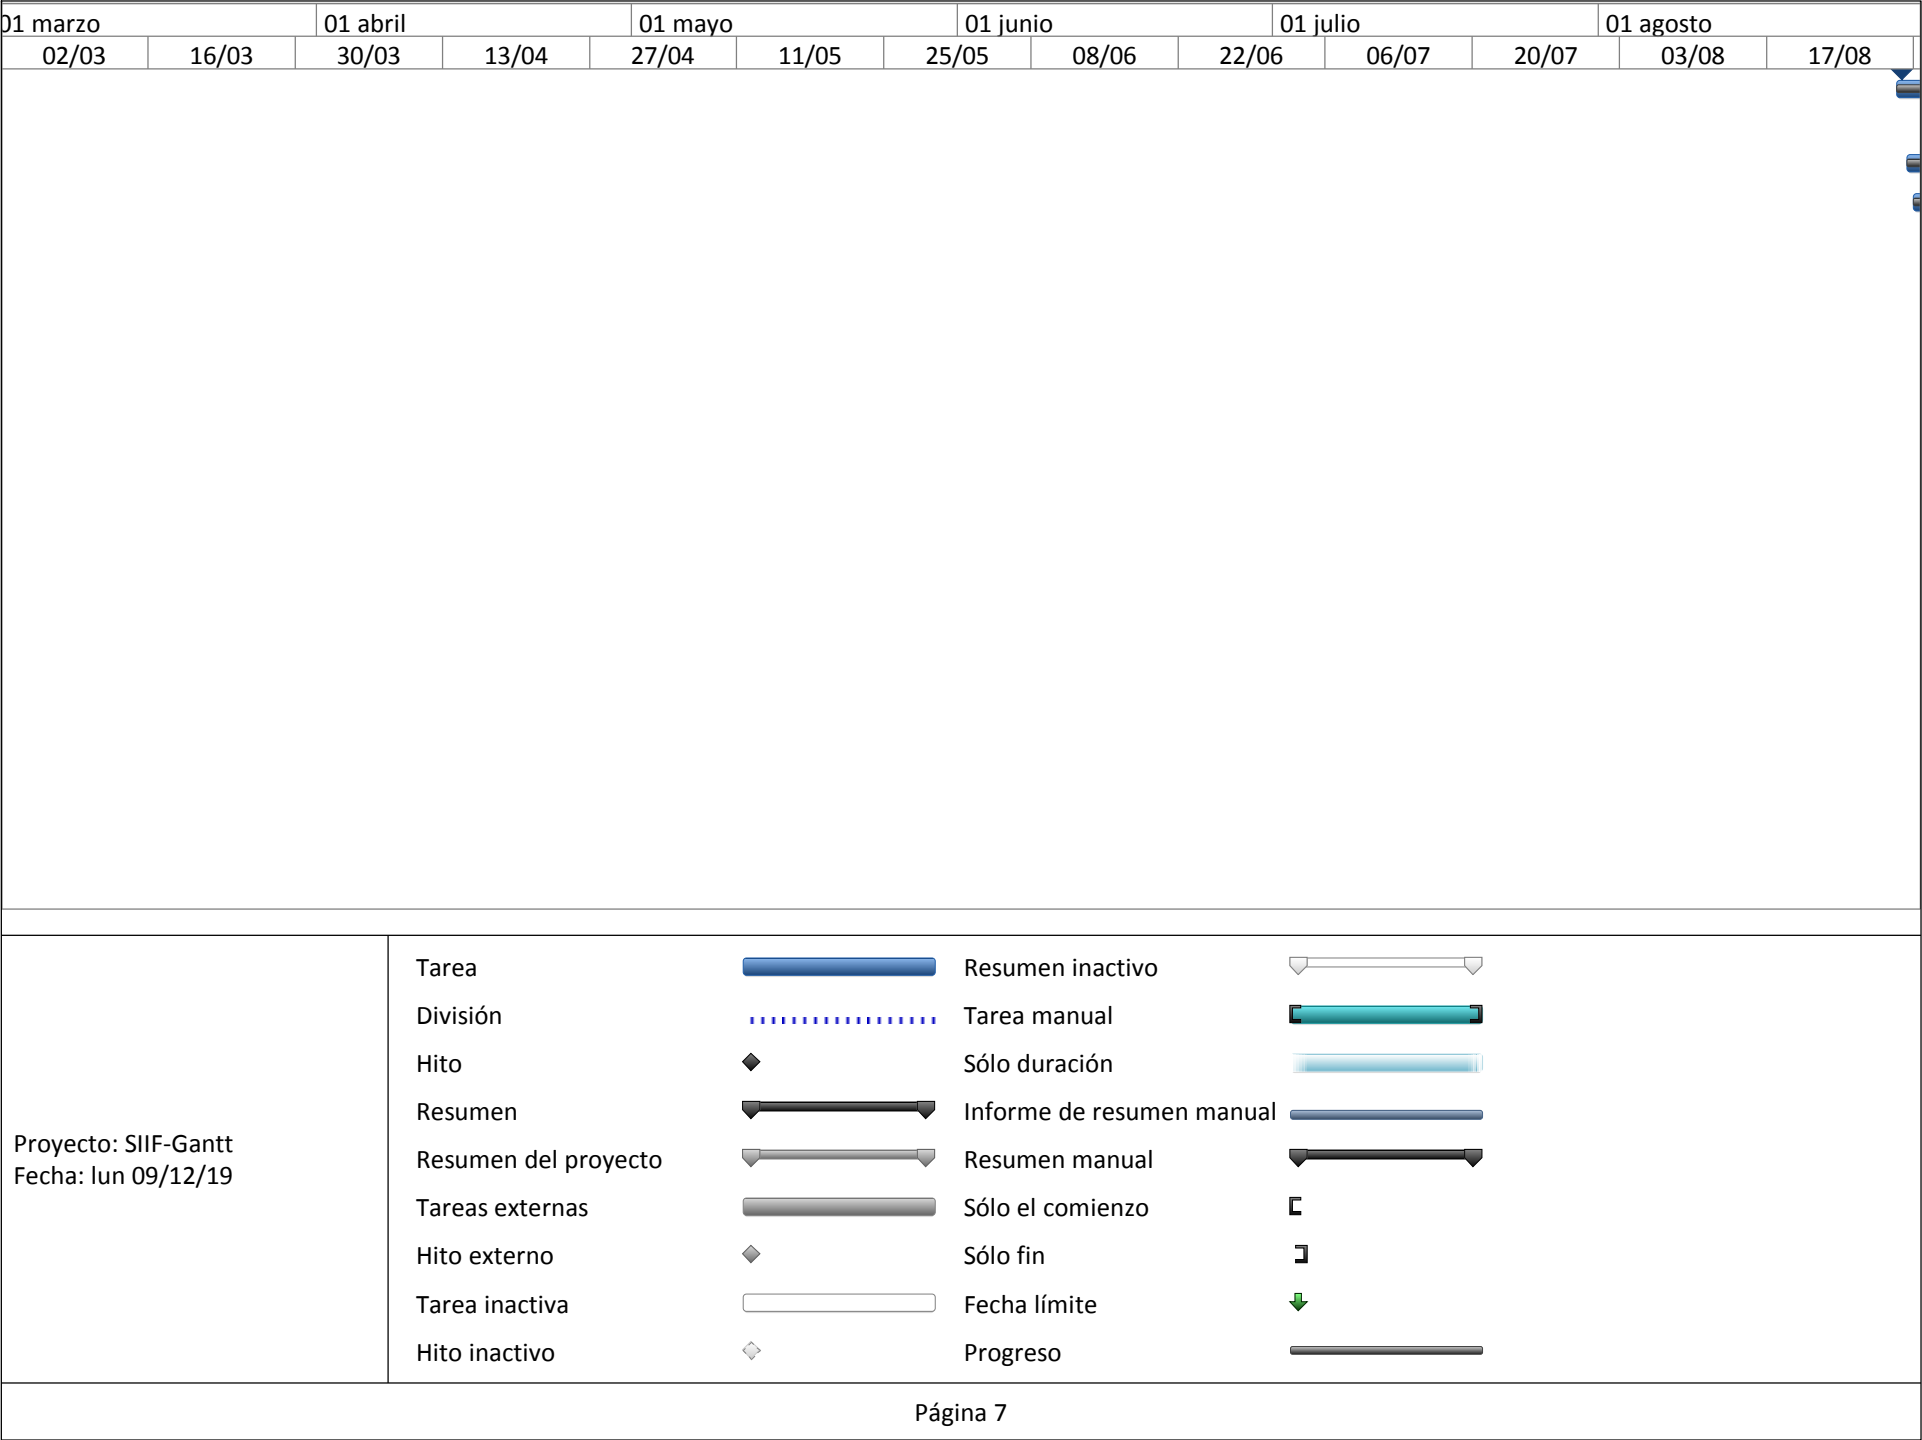 01 marzo 01 abril 01 mayo 01 junio 01 julio 01 agosto
02/03 16/03 30/03 13/04 27/04 11/05 25/05 08/06 22/06 06/07 20/07 03/08 17/08
Proyecto: SIIF-Gantt
Fecha: lun 09/12/19
Tarea
División
Hito
Resumen
Resumen del proyecto
Tareas externas
Hito externo
Tarea inactiva
Hito inactivo
Resumen inactivo
Tarea manual
Sólo duración
Informe de resumen manual
Resumen manual
Sólo el comienzo
Sólo fin
Fecha límite
Progreso
Página 7